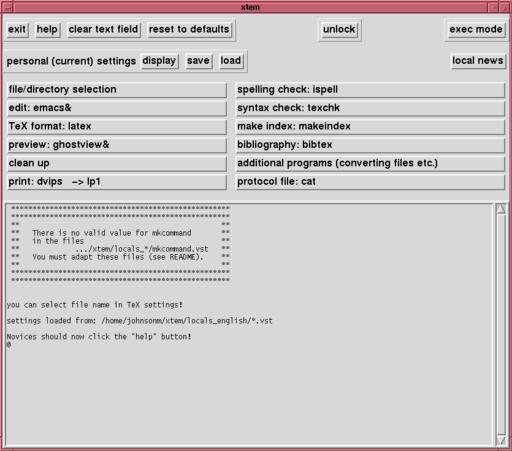 xtem
exit help clear text field reset to defaults unlock exec mode
personal (current) settings display save load local news
file/directory selection
spelling check: ispell
edit: emacs&
syntax check: texchk
TeX format: latex
make index: makeindex
preview: ghostview&
bibliography: bibtex
clean up
additional programs (converting files etc.)
print: dvips -> lp1
protocol file: cat
****************************************************
****************************************************
** **
** There is no valid value for mkcommand **
** in the files **
** .../xtem/locals_*/mkcommand.vst **
** You must adapt these files (see README). **
** **
****************************************************
****************************************************
you can select file name in TeX settings!
settings loaded from: /home/johnsonm/xtem/locals_english/*.vst
Novices should now click the "help" button!
@